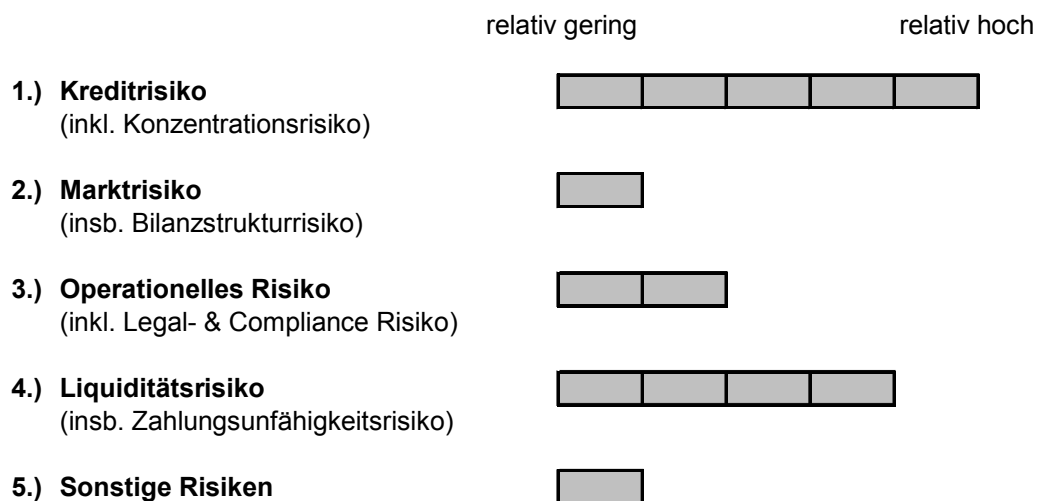 relativ gering relativ hoch
1.) Kreditrisiko
(inkl. Konzentrationsrisiko)
2.) Marktrisiko
(insb. Bilanzstrukturrisiko)
3.) Operationelles Risiko
(inkl. Legal- & Compliance Risiko)
4.) Liquiditätsrisiko
(insb. Zahlungsunfähigkeitsrisiko)
5.) Sonstige Risiken